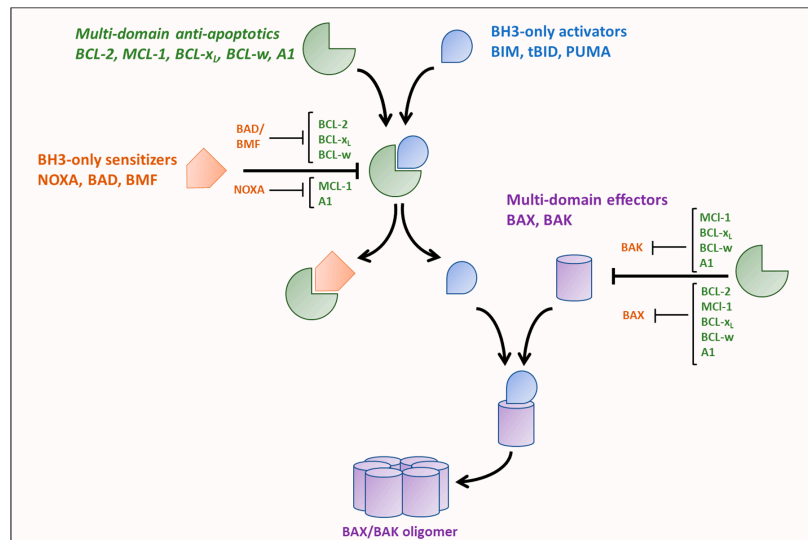 Multi-domain anti-apoptotics
BCL-2, MCL-1, BCL-xL, BCL-w, A1
BH3-only activators
BIM, tBID, PUMA
BAD/
BMF
BCL-2
BCL-xL
BCL-w
BH3-only sensitizers
NOXA, BAD, BMF
NOXA
MCL-1
A1
Multi-domain effectors
BAX, BAK
BAK
MCl-1
BCL-xL
BCL-w
A1
BAX
BCL-2
MCl-1
BCL-xL
BCL-w
A1
BAX/BAK oligomer